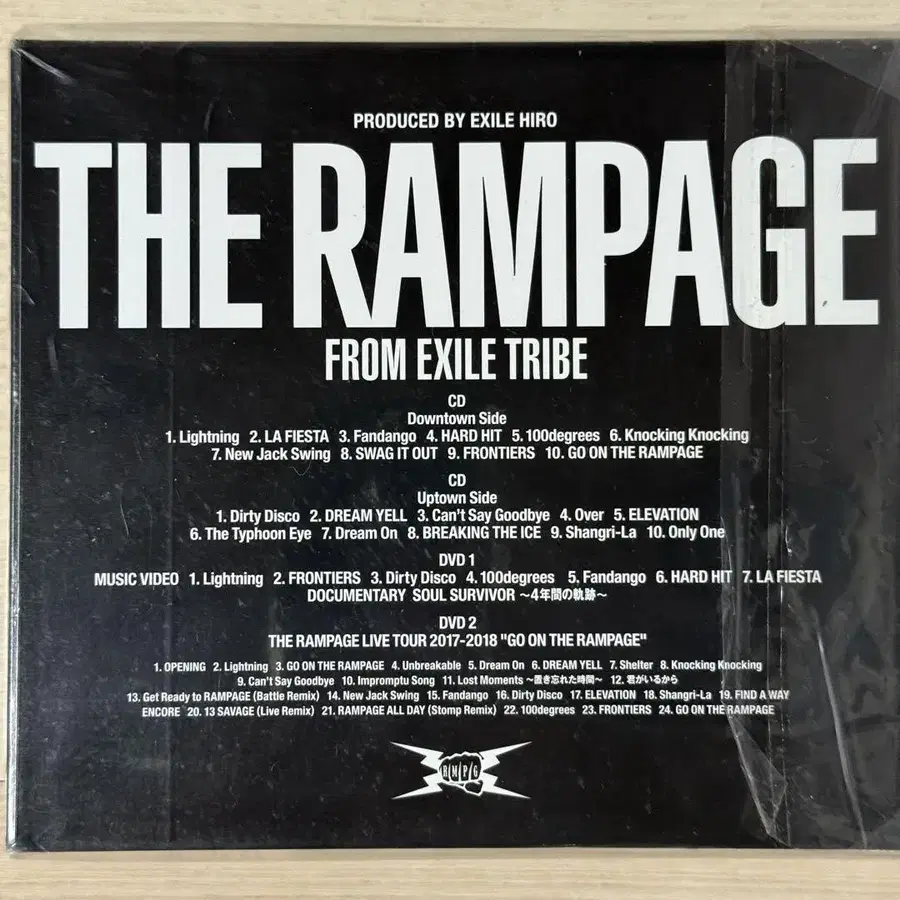 PRODUCED BY EXILE HIRO
THE RAMPAGE
FROM EXILE TRIBE
CD
Downtown Side
1. Lightning 2. LA FIESTA 3. Fandango 4. HARD HIT 5. 100degrees 6. Knocking Knocking
7. New Jack Swing 8. SWAG IT OUT 9. FRONTIERS 10. GO ON THE RAMPAGE
CD
Uptown Side
1. Dirty Disco 2. DREAM YELL 3. Can't Say Goodbye 4. Over 5. ELEVATION
6. The Typhoon Eye 7. Dream On 8. BREAKING THE ICE 9. Shangri-La 10. Only One
DVD 1
MUSIC VIDEO 1. Lightning 2. FRONTIERS 3. Dirty Disco 4. 100degrees 5. Fandango 6. HARD HIT 7. LA FIESTA
DOCUMENTARY SOUL SURVIVOR ～4年間の軌跡～
DVD 2
THE RAMPAGE LIVE TOUR 2017-2018 "GO ON THE RAMPAGE"
1. OPENING 2. Lightning 3. GO ON THE RAMPAGE 4. Unbreakable 5. Dream On 6. DREAM YELL 7. Shelter 8. Knocking Knocking
9. Can't Say Goodbye 10. Impromptu Song 11. Lost Moments ～置き忘れた時間～ 12. 君がいるから
13. Get Ready to RAMPAGE (Battle Remix) 14. New Jack Swing 15. Fandango 16. Dirty Disco 17. ELEVATION 18. Shangri-La 19. FIND A WAY
ENCORE 20. 13 SAVAGE (Live Remix) 21. RAMPAGE ALL DAY (Stomp Remix) 22. 100degrees 23. FRONTIERS 24. GO ON THE RAMPAGE
R M P G